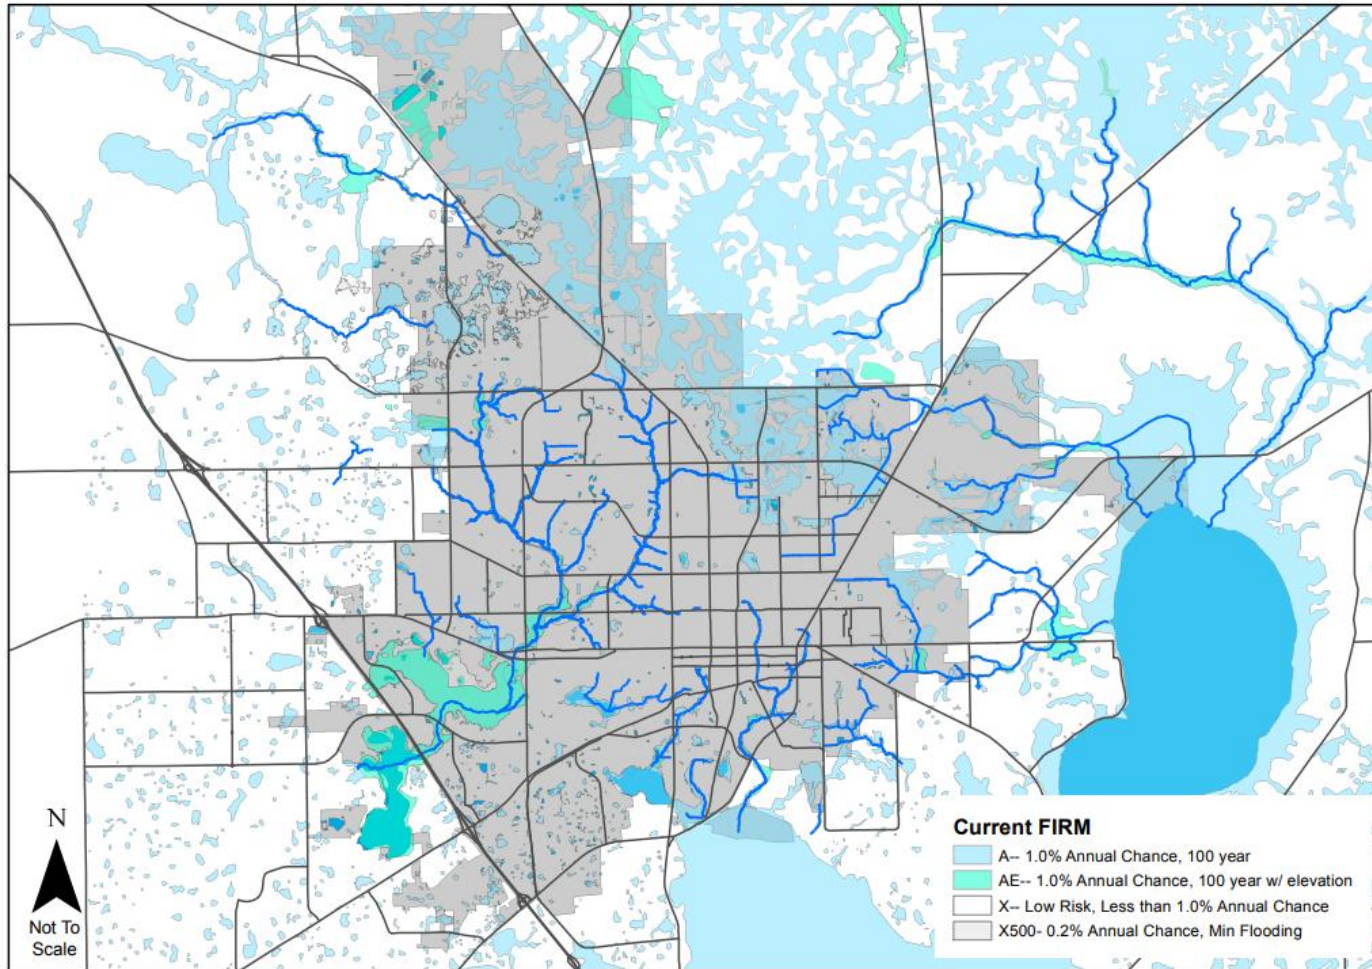 N
Not To
Scale
Current FIRM
A-- 1.0% Annual Chance, 100 year
AE-- 1.0% Annual Chance, 100 year w/ elevation
X-- Low Risk, Less than 1.0% Annual Chance
X500- 0.2% Annual Chance, Min Flooding